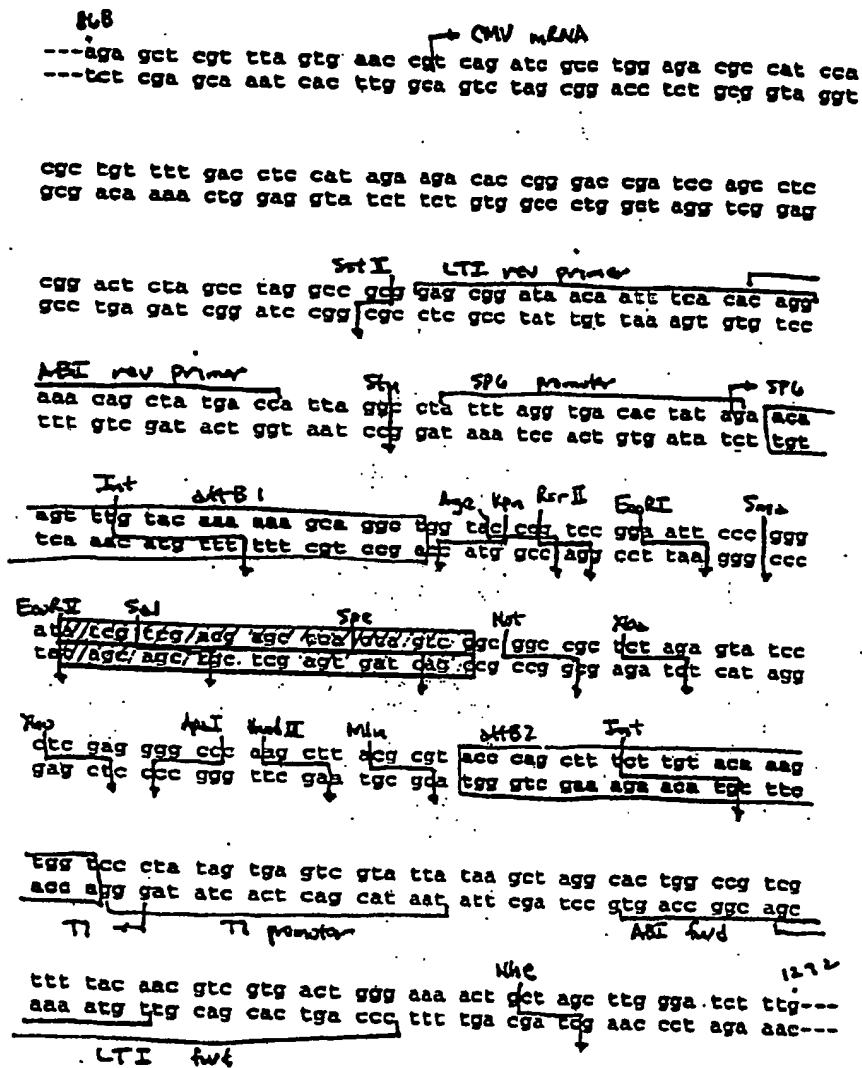 868
CMV mRNA
---aga gct cgt tta gtg aac cgt cag atc gcc tgg aga cgc cat cca
---tct cga gca aat cac ttg gca gtc tag cgg acc tct gcg gta ggt
cgc tgt ttt gac ctc cat aga aga cac cgg gac cga tcc agc ctc
gcg aca aaa ctg gag gta tct tct gtg gcc ctg gct agg tcg gag
Sst II LTI rev primer
cgg act cta gcc tag gcc gcg gag cgg ata aca att tca cac agg
gcc tga gat cgg atc cgg cgc ctc gcc tat tgt taa agt gtg tcc
ABI rev primer Sty SP6 promoter SP6
aaa cag cta tga cca tta ggc cta ttt agg tga cac tat aga aca
ttt gtc gat act ggt aat ccg gat aaa tcc act gtg ata tct tgt
Int attB1 Age Kpn Rsr II EcoRI Sma
agt ttg tac aaa aaa gca ggc tgg tac ccg tcc gga att ccc ggg
tca aac atg ttt ttt cgt ccg acc atg gcc agg cct taa ggg ccc
EcoRV Sal Spe Not Xba
ata tcg tcg acg agc tca cta gtc ggc ggc cgc tct aga gta tcc
tac agc agc tgc tcg agt gat cag ccg ccg gcg aga tct cat agg
Xho ApaI HindIII Mln attB2 Int
ctc gag ggg ccc aag ctt acg cgt acc cag ctt tct tgt aca aag
gag ctc ccc ggg ttc gaa tgc gca tgg gtc gaa aga aca tgt ttc
tgg tcc cta tag tga gtc gta tta taa gct agg cac tgg ccg tcg
acc agg gat atc act cag cat aat att cga tcc gtg acc ggc agc
T7 T7 promoter ABI fwd
Nhe 1292
ttt tac aac gtc gtg act ggg aaa act gct agc ttg gga tct ttg---
aaa atg ttg cag cac tga ccc ttt tga cga tcg aac cct aga aac---
LTI fwd